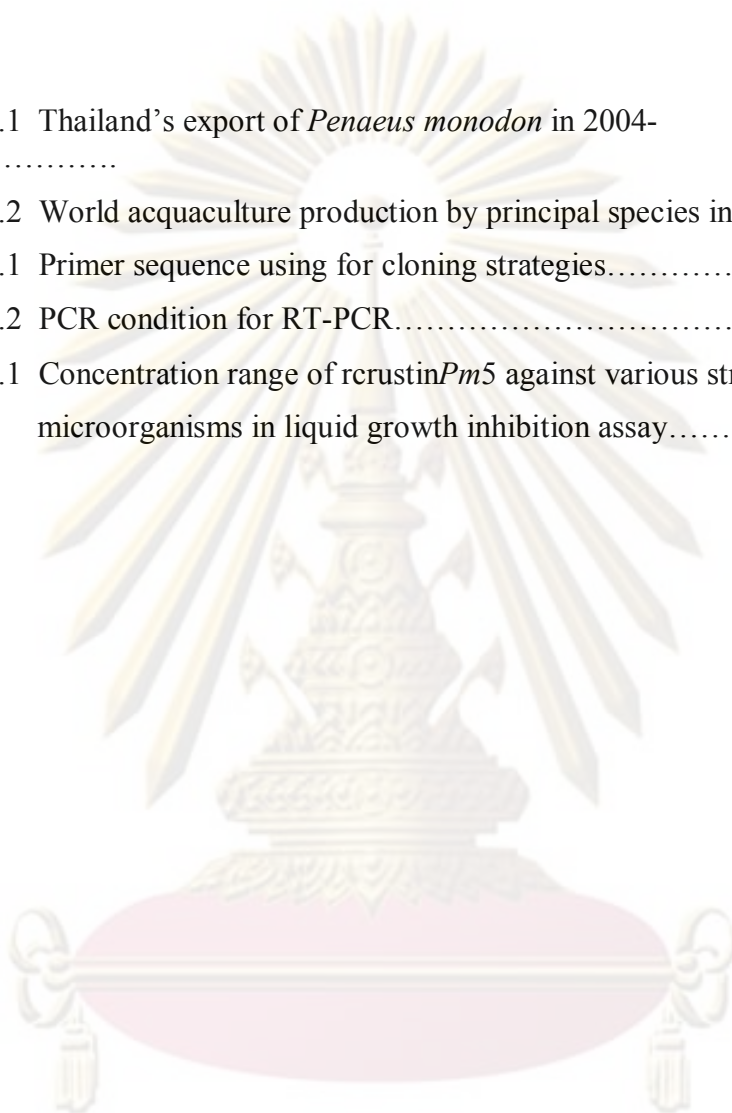 .1 Thailand’s export of Penaeus monodon in 2004-
………….
.2 World acquaculture production by principal species in
.1 Primer sequence using for cloning strategies…………
.2 PCR condition for RT-PCR……………………………
.1 Concentration range of rcrustinPm5 against various
microorganisms in liquid growth inhibition assay……